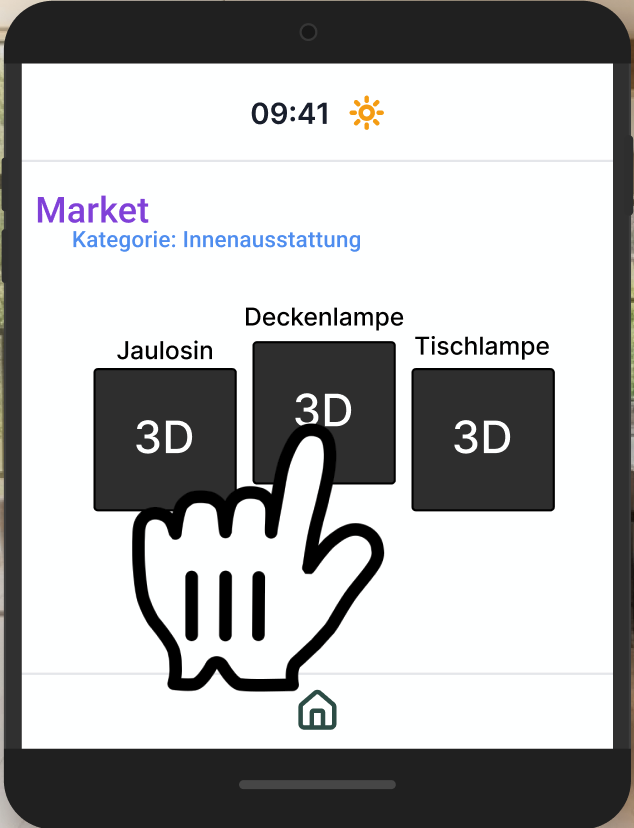 09:41
Market
Kategorie: Innenausstattung
Deckenlampe
Jaulosin
Tischlampe
3D
3D
3D